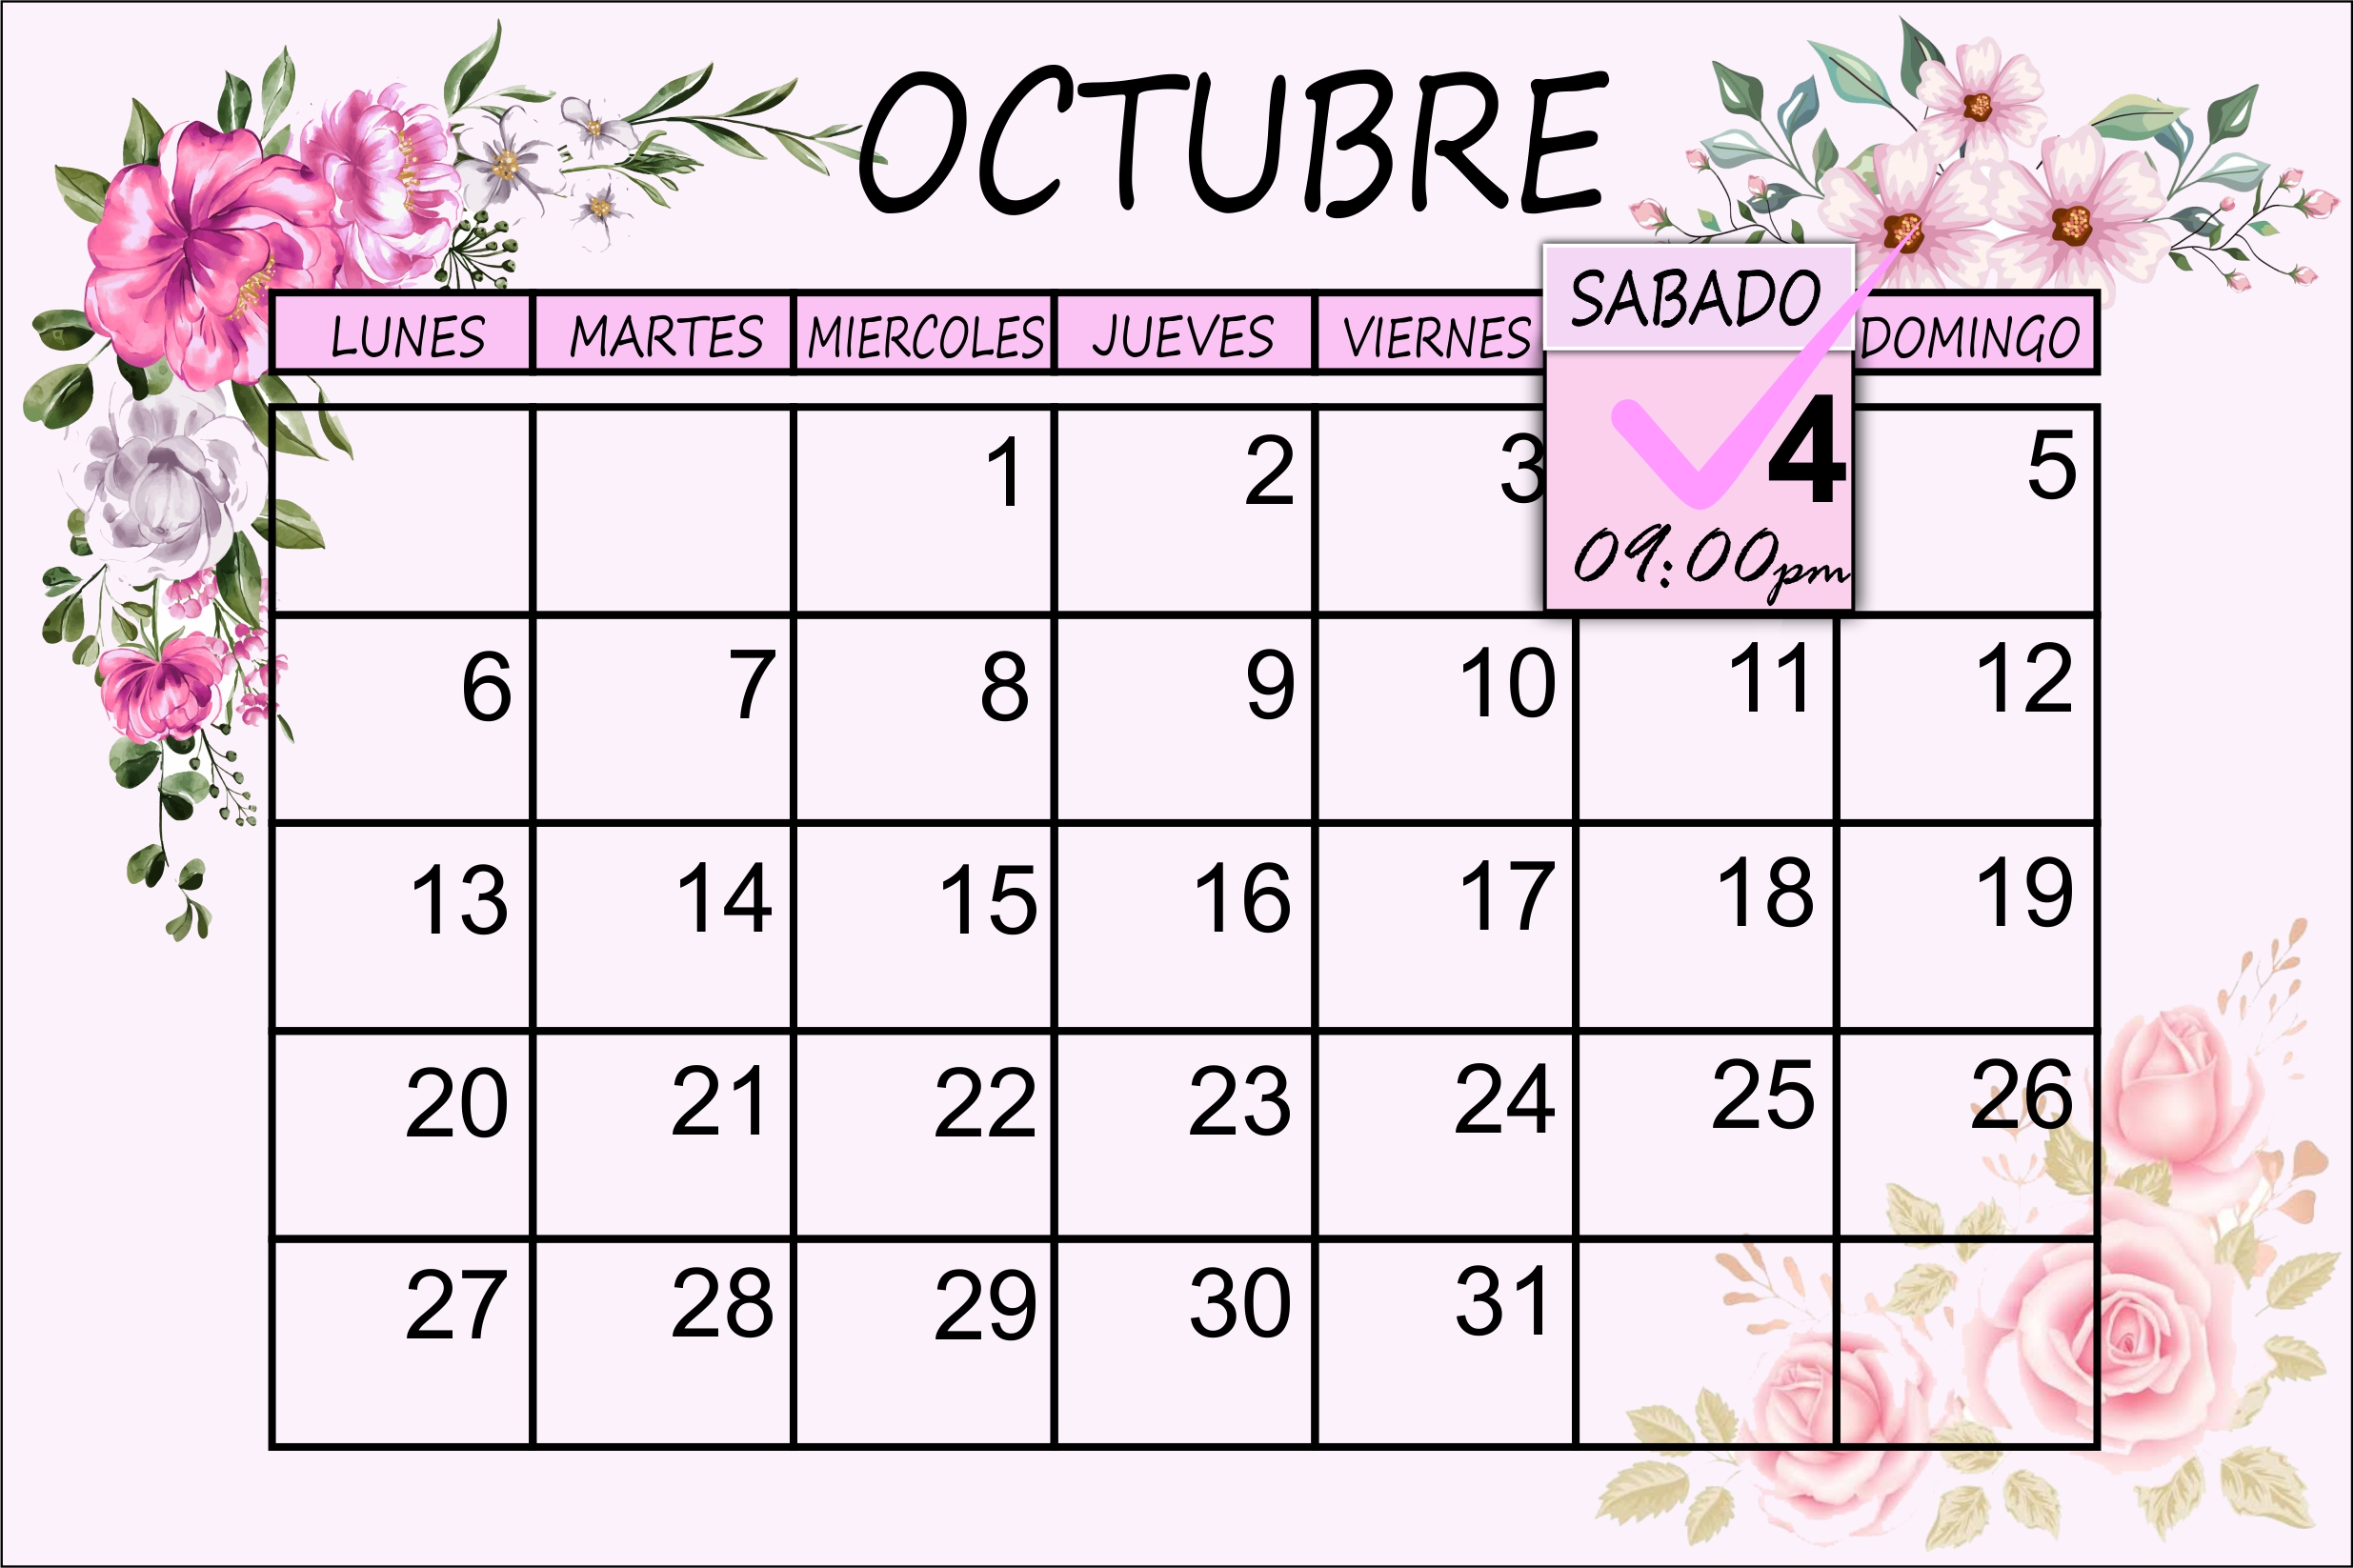 OCTUBRE
LUNES MARTES MIERCOLES JUEVES VIERNES SABADO DOMINGO
1 2 3 4 5
09:00pm
6 7 8 9 10 11 12
13 14 15 16 17 18 19
20 21 22 23 24 25 26
27 28 29 30 31